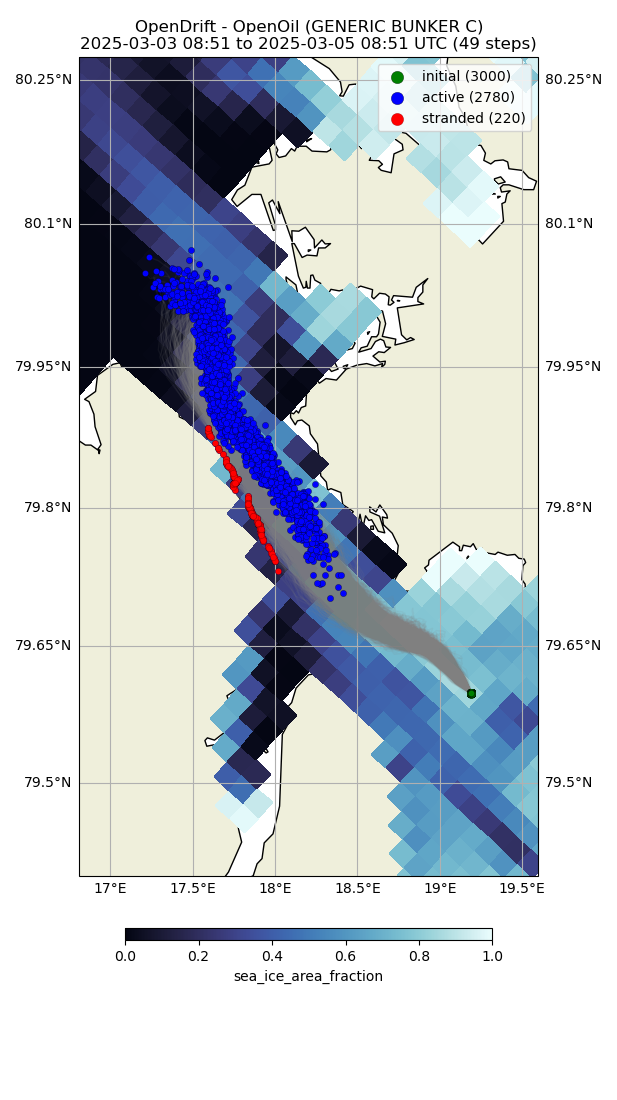 OpenDrift - OpenOil (GENERIC BUNKER C)
2025-03-03 08:51 to 2025-03-05 08:51 UTC (49 steps)
initial (3000)
active (2780)
stranded (220)
80.25°N 80.25°N
80.1°N 80.1°N
79.95°N 79.95°N
79.8°N 79.8°N
79.65°N 79.65°N
79.5°N 79.5°N
17°E 17.5°E 18°E 18.5°E 19°E 19.5°E
0.0 0.2 0.4 0.6 0.8 1.0
sea_ice_area_fraction